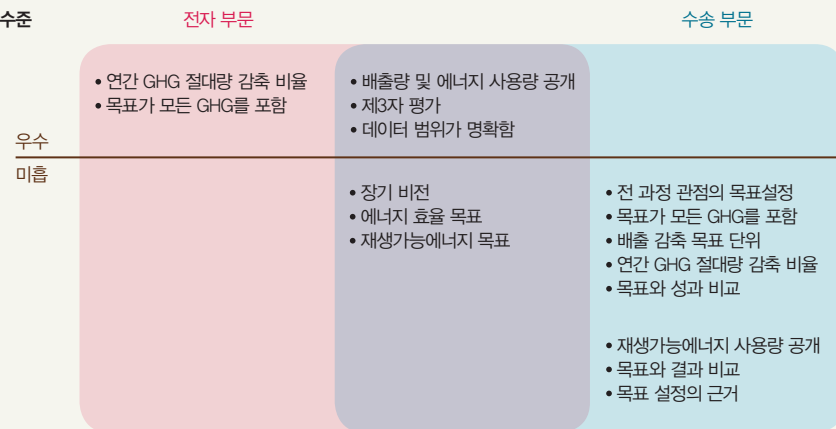 수준
전자 부문
수송 부문
• 연간 GHG 절대량 감축 비율
• 목표가 모든 GHG를 포함
• 배출량 및 에너지 사용량 공개
• 제3자 평가
• 데이터 범위가 명확함
우수
미흡
• 장기 비전
• 에너지 효율 목표
• 재생가능에너지 목표
• 전 과정 관점의 목표설정
• 목표가 모든 GHG를 포함
• 배출 감축 목표 단위
• 연간 GHG 절대량 감축 비율
• 목표와 성과 비교
• 재생가능에너지 사용량 공개
• 목표와 결과 비교
• 목표 설정의 근거